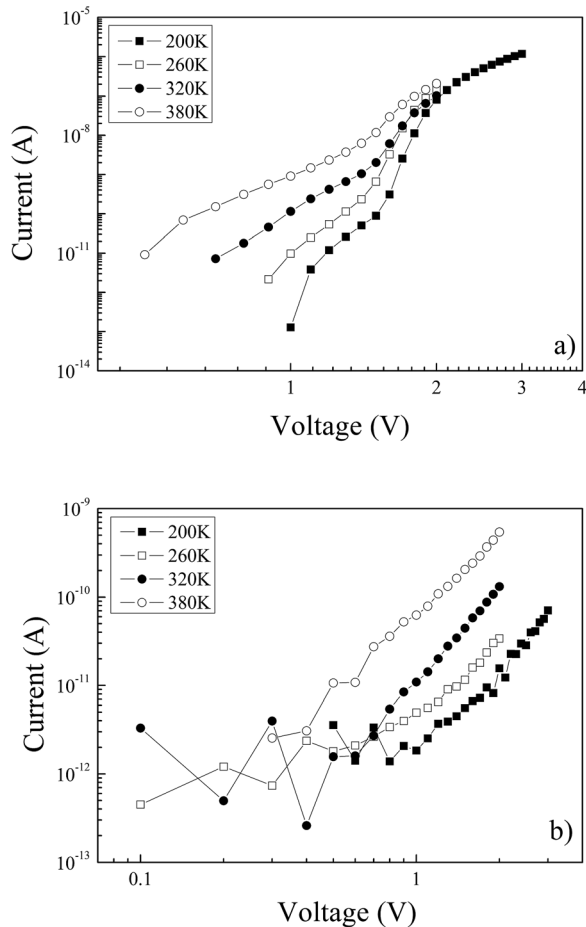 10⁻⁵
200K
260K
320K
380K
10⁻⁸
10⁻¹¹
10⁻¹⁴
Current (A)
a)
1 2 3 4
Voltage (V)
10⁻⁹
200K
260K
320K
380K
10⁻¹⁰
10⁻¹¹
10⁻¹²
10⁻¹³
Current (A)
b)
0.1 1
Voltage (V)